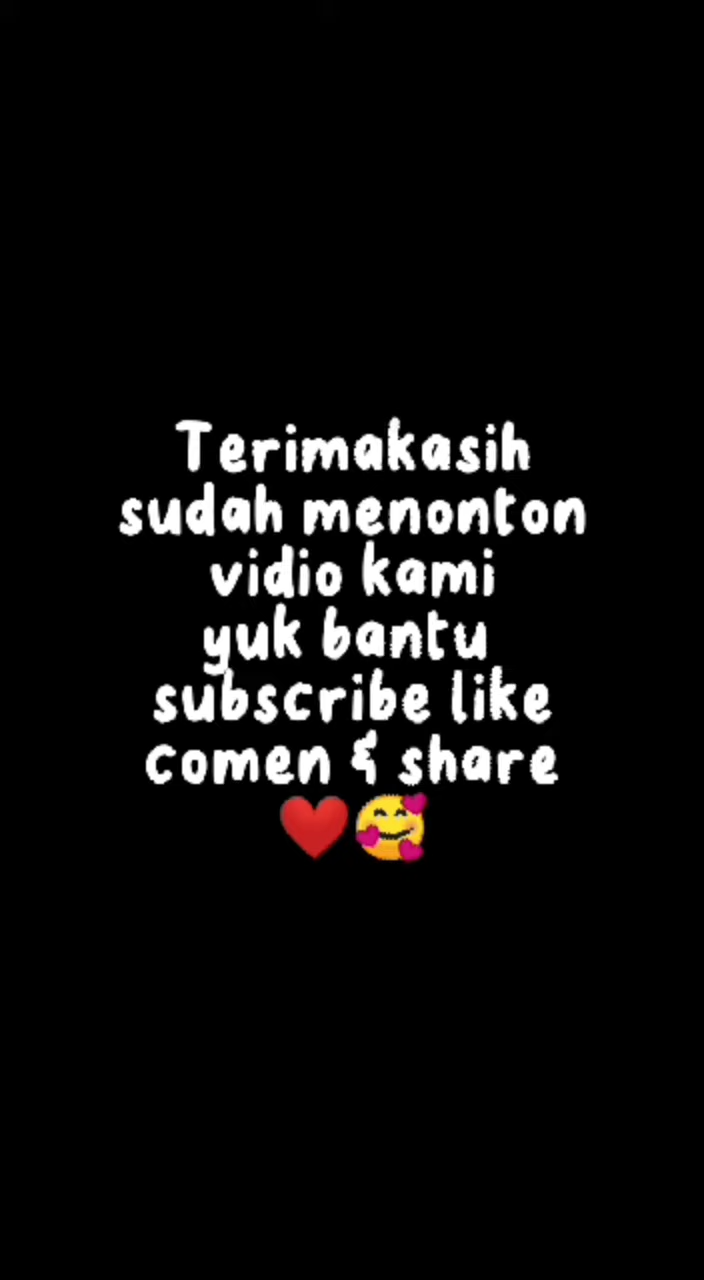 Terimakasih
sudah menonton
vidio kami
yuk bantu
subscribe like
comen & share
❤️🥰